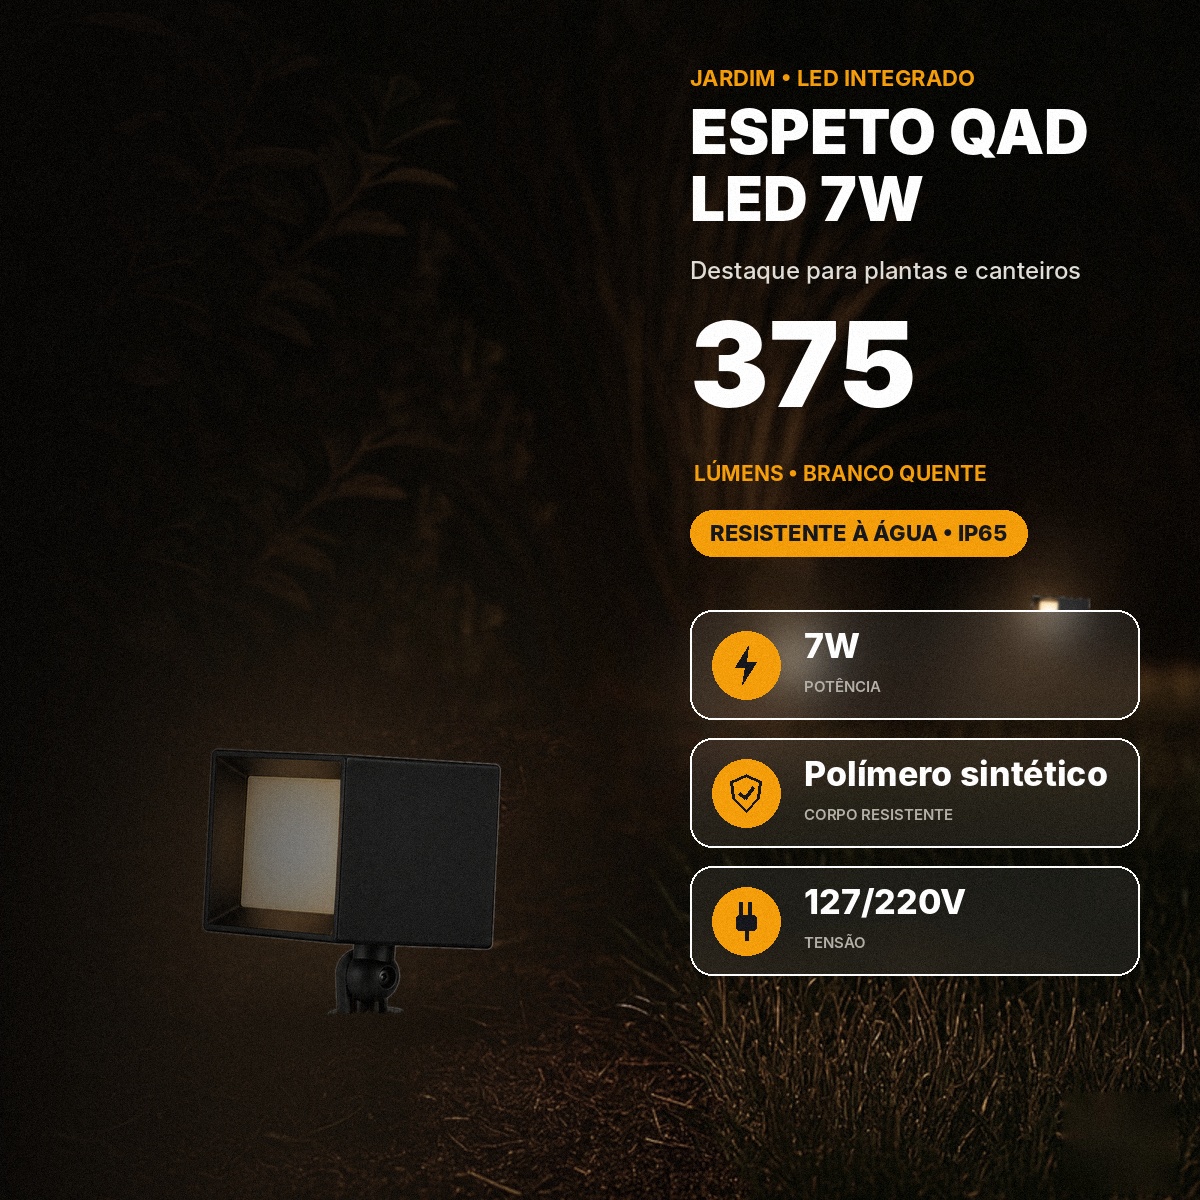 JARDIM • LED INTEGRADO
ESPETO QAD
LED 7W
Destaque para plantas e canteiros
375
LÚMENS • BRANCO QUENTE
RESISTENTE À ÁGUA • IP65
7W
POTÊNCIA
Polímero sintético
CORPO RESISTENTE
127/220V
TENSÃO